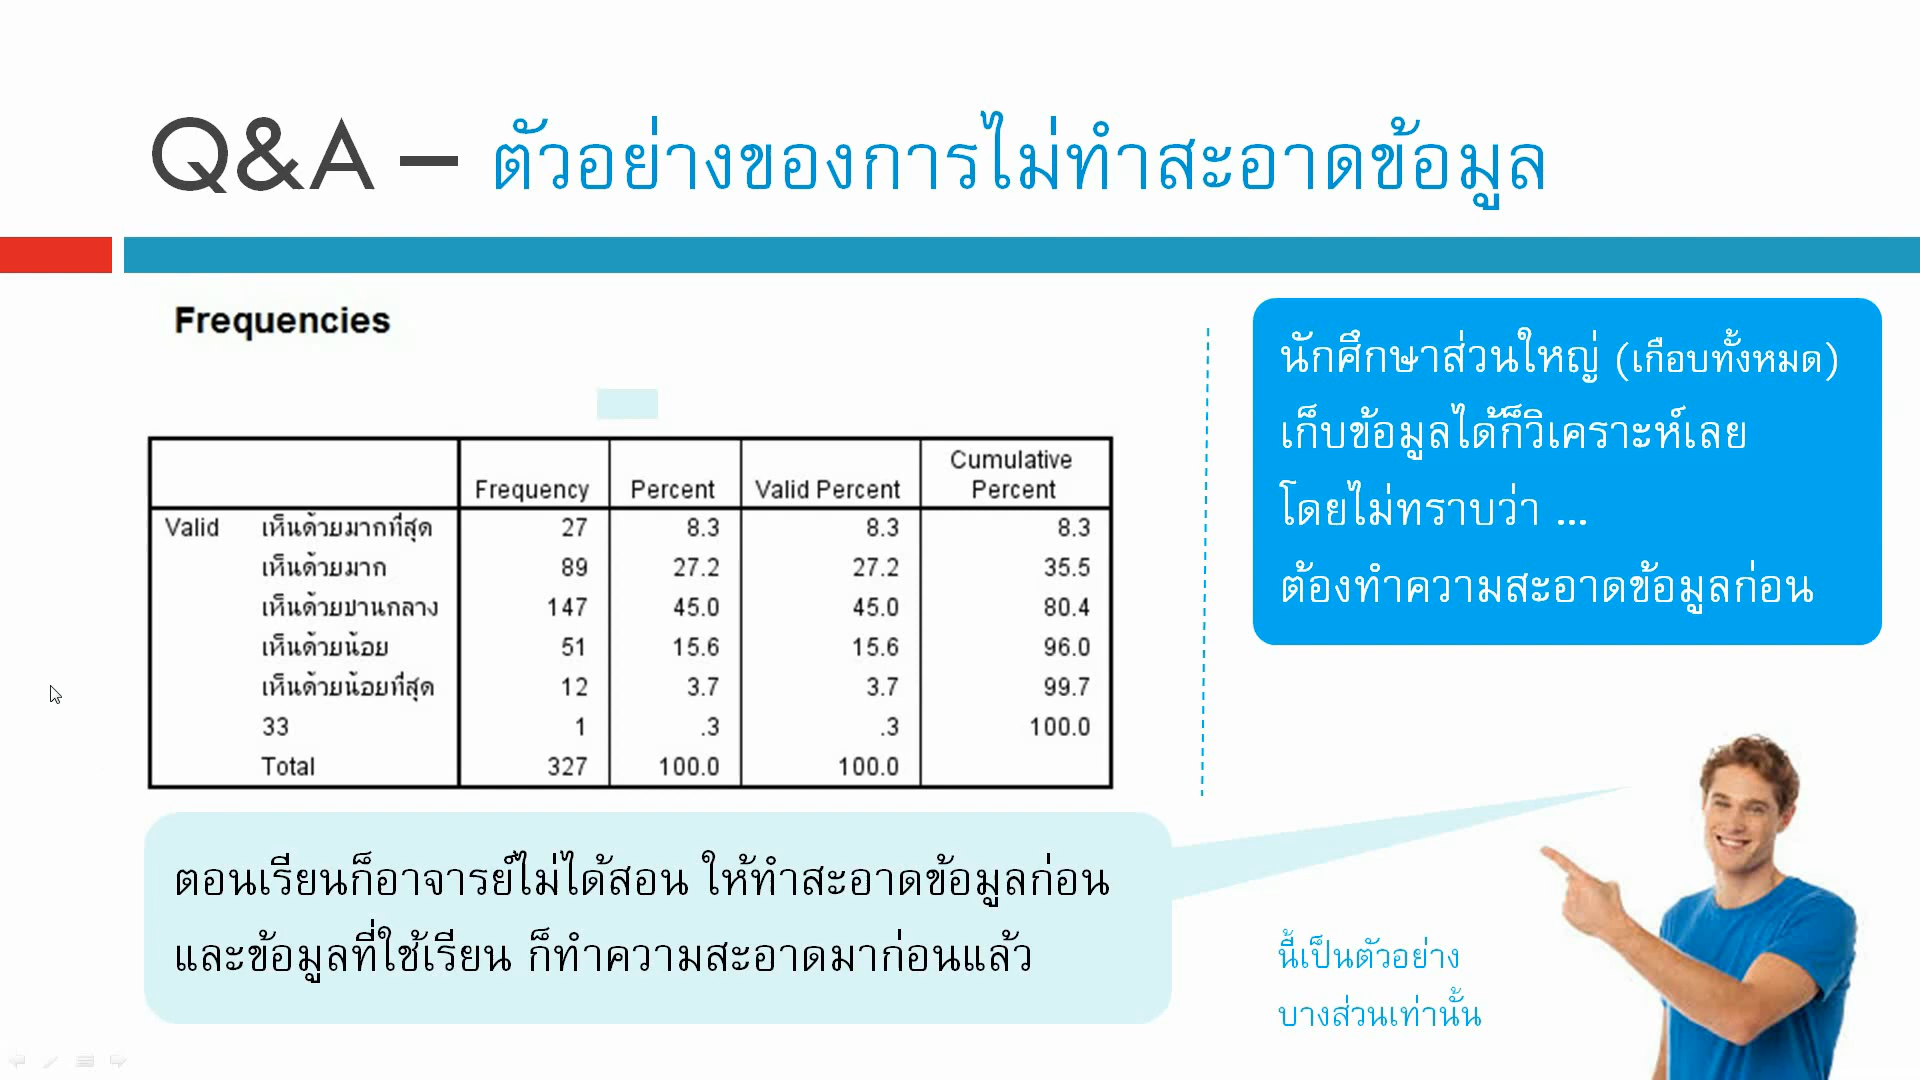 Q&A – ตัวอย่างของการไม่ทำสะอาดข้อมูล
Frequencies
Frequency Percent Valid Percent Cumulative Percent
Valid เห็นด้วยมากที่สุด 27 8.3 8.3 8.3
เห็นด้วยมาก 89 27.2 27.2 35.5
เห็นด้วยปานกลาง 147 45.0 45.0 80.4
เห็นด้วยน้อย 51 15.6 15.6 96.0
เห็นด้วยน้อยที่สุด 12 3.7 3.7 99.7
33 1 .3 .3 100.0
Total 327 100.0 100.0
นักศึกษาส่วนใหญ่ (เกือบทั้งหมด)
เก็บข้อมูลได้ก็วิเคราะห์เลย
โดยไม่ทราบว่า ...
ต้องทำความสะอาดข้อมูลก่อน
ตอนเรียนก็อาจารย์ไม่ได้สอน ให้ทำสะอาดข้อมูลก่อน
และข้อมูลที่ใช้เรียน ก็ทำความสะอาดมาก่อนแล้ว
นี้เป็นตัวอย่าง
บางส่วนเท่านั้น